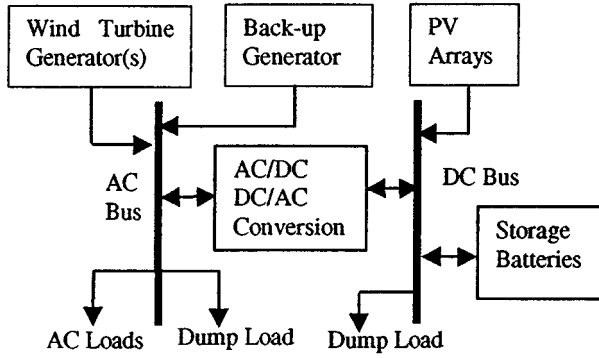 Wind Turbine
Generator(s)
Back-up
Generator
PV
Arrays
AC
Bus
AC/DC
DC/AC
Conversion
DC Bus
Storage
Batteries
AC Loads
Dump Load
Dump Load